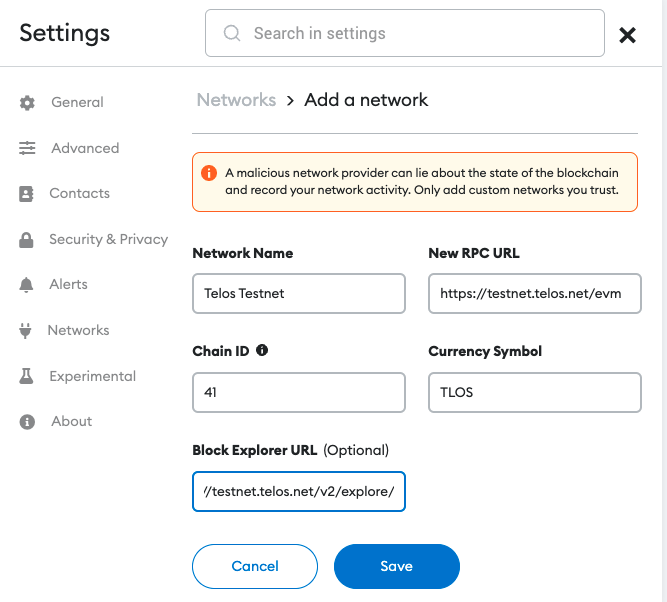 Settings
Search in settings
General
Advanced
Contacts
Security & Privacy
Alerts
Networks
Experimental
About
Networks > Add a network
A malicious network provider can lie about the state of the blockchain
and record your network activity. Only add custom networks you trust.
Network Name
Telos Testnet
New RPC URL
https://testnet.telos.net/evm
Chain ID
41
Currency Symbol
TLOS
Block Explorer URL (Optional)
//testnet.telos.net/v2/explore/
Cancel
Save